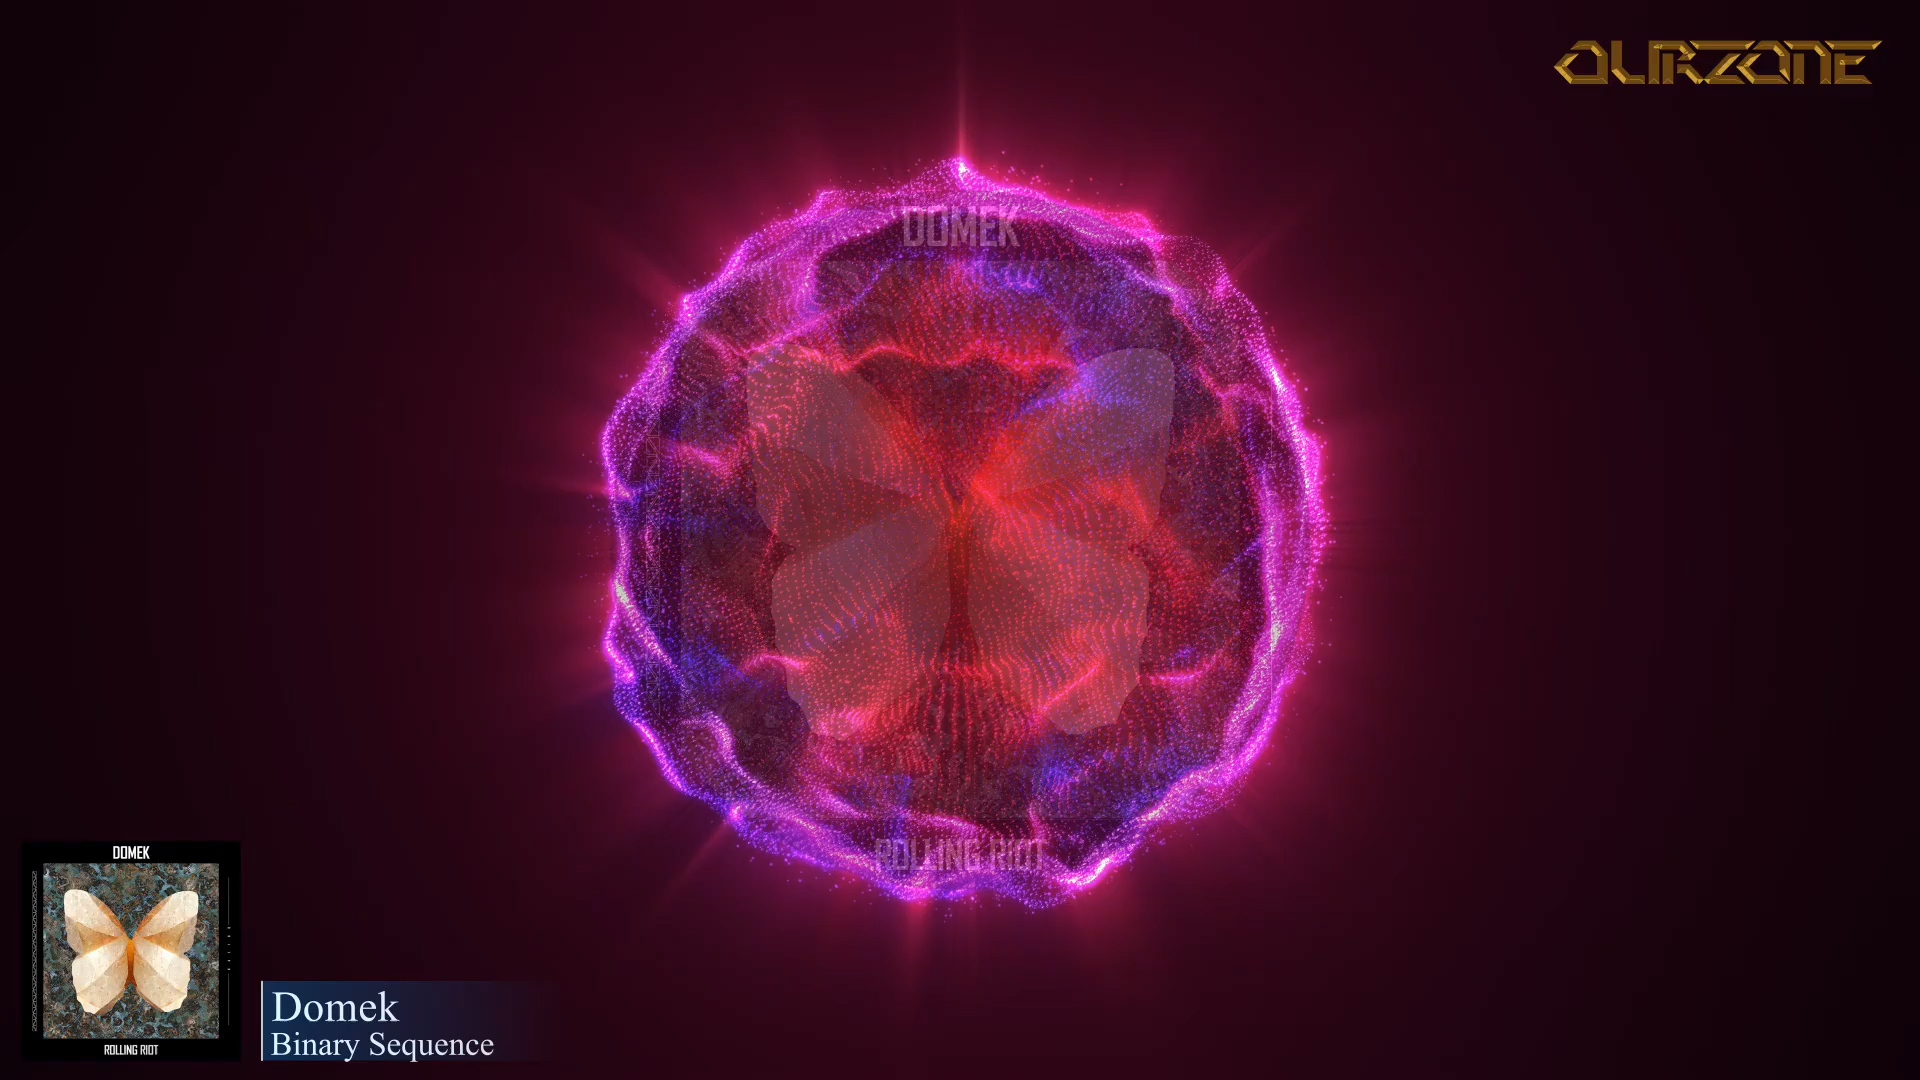 OURZONE
DOMEK
ROLLING RIOT
DOMEK
ROLLING RIOT
Domek
Binary Sequence